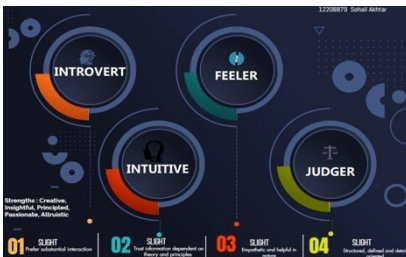 12208879 Sohail Akhtar
INTROVERT
FEELER
INTUITIVE
JUDGER
Strengths : Creative,
Insightful, Principled,
Passionate, Altruistic
01 SLIGHT
Prefer substantial interaction
02 SLIGHT
Trust information dependent on
theory and principles
03 SLIGHT
Empathetic and helpful in
nature
04 SLIGHT
Structured, defined and detail
oriented